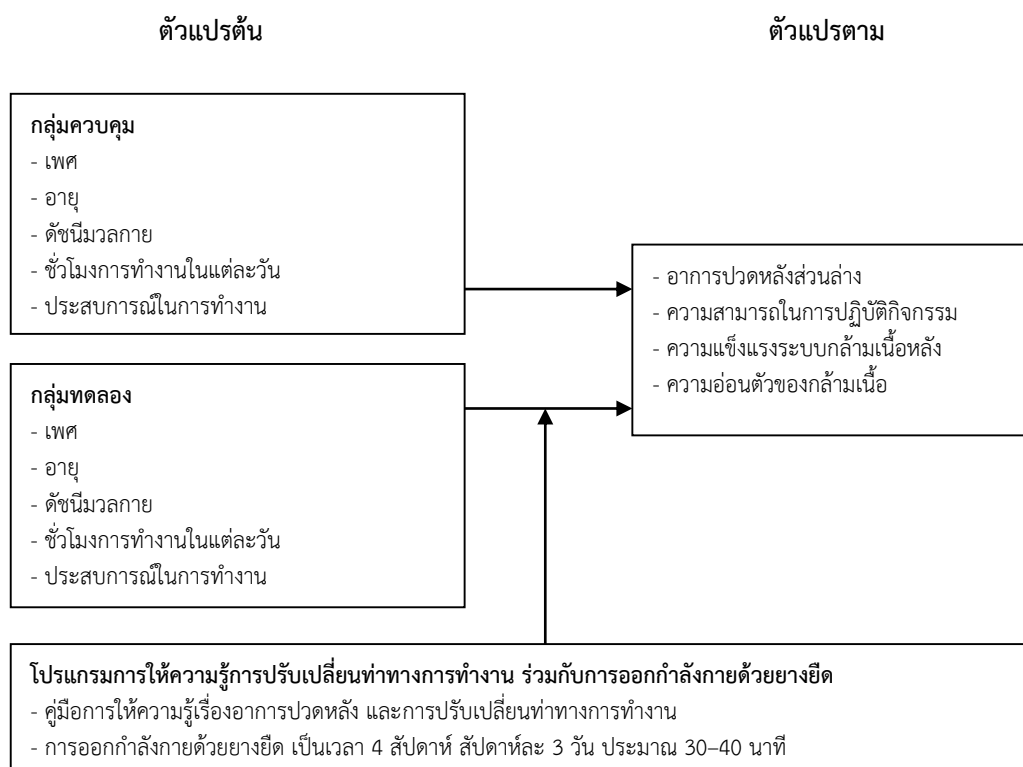 ตัวแปรต้น
ตัวแปรตาม
กลุ่มควบคุม
- เพศ
- อายุ
- ดัชนีมวลกาย
- ชั่วโมงการทำงานในแต่ละวัน
- ประสบการณ์ในการทำงาน
- อาการปวดหลังส่วนล่าง
- ความสามารถในการปฏิบัติกิจกรรม
- ความแข็งแรงระบบกล้ามเนื้อหลัง
- ความอ่อนตัวของกล้ามเนื้อ
กลุ่มทดลอง
- เพศ
- อายุ
- ดัชนีมวลกาย
- ชั่วโมงการทำงานในแต่ละวัน
- ประสบการณ์ในการทำงาน
โปรแกรมการให้ความรู้การปรับเปลี่ยนท่าทางการทำงาน ร่วมกับการออกกำลังกายด้วยยางยืด
- คู่มือการให้ความรู้เรื่องอาการปวดหลัง และการปรับเปลี่ยนท่าทางการทำงาน
- การออกกำลังกายด้วยยางยืด เป็นเวลา 4 สัปดาห์ สัปดาห์ละ 3 วัน ประมาณ 30–40 นาที